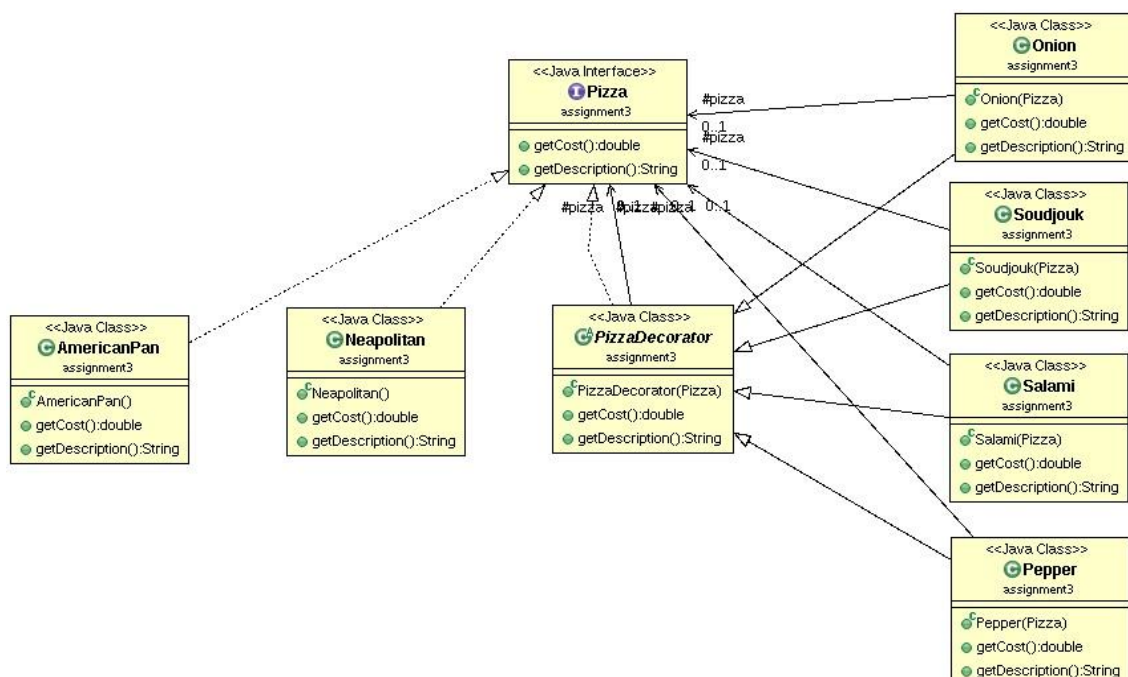 <<Java Interface>>
Pizza
assignment3
getCost():double
getDescription():String
<<Java Class>>
Onion
assignment3
Onion(Pizza)
getCost():double
getDescription():String
#pizza
0..1
#pizza
0..1
<<Java Class>>
Soudjouk
assignment3
Soudjouk(Pizza)
getCost():double
getDescription():String
#pizza
#pizza
#pizza
0..1
0..1
<<Java Class>>
AmericanPan
assignment3
AmericanPan()
getCost():double
getDescription():String
<<Java Class>>
Neapolitan
assignment3
Neapolitan()
getCost():double
getDescription():String
<<Java Class>>
PizzaDecorator
assignment3
PizzaDecorator(Pizza)
getCost():double
getDescription():String
<<Java Class>>
Salami
assignment3
Salami(Pizza)
getCost():double
getDescription():String
<<Java Class>>
Pepper
assignment3
Pepper(Pizza)
getCost():double
getDescription():String